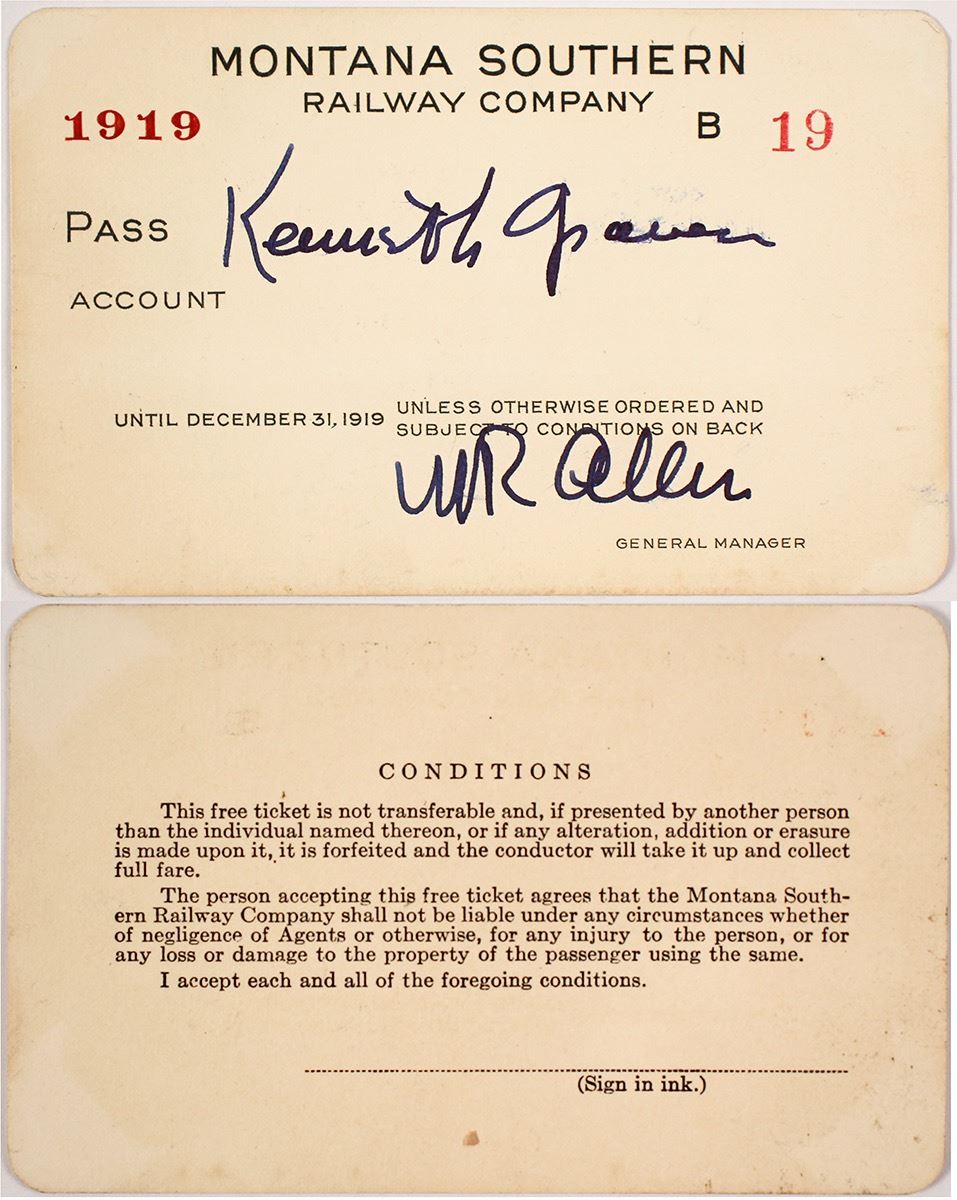 MONTANA SOUTHERN
RAILWAY COMPANY
1919
B 19
PASS Kenneth
ACCOUNT
UNTIL DECEMBER 31, 1919 UNLESS OTHERWISE ORDERED AND
SUBJECT TO CONDITIONS ON BACK
WR Allen
GENERAL MANAGER
CONDITIONS
This free ticket is not transferable and, if presented by another person
than the individual named thereon, or if any alteration, addition or erasure
is made upon it, it is forfeited and the conductor will take it up and collect
full fare.
The person accepting this free ticket agrees that the Montana South-
ern Railway Company shall not be liable under any circumstances whether
of negligence of Agents or otherwise, for any injury to the person, or for
any loss or damage to the property of the passenger using the same.
I accept each and all of the foregoing conditions.
(Sign in ink.)